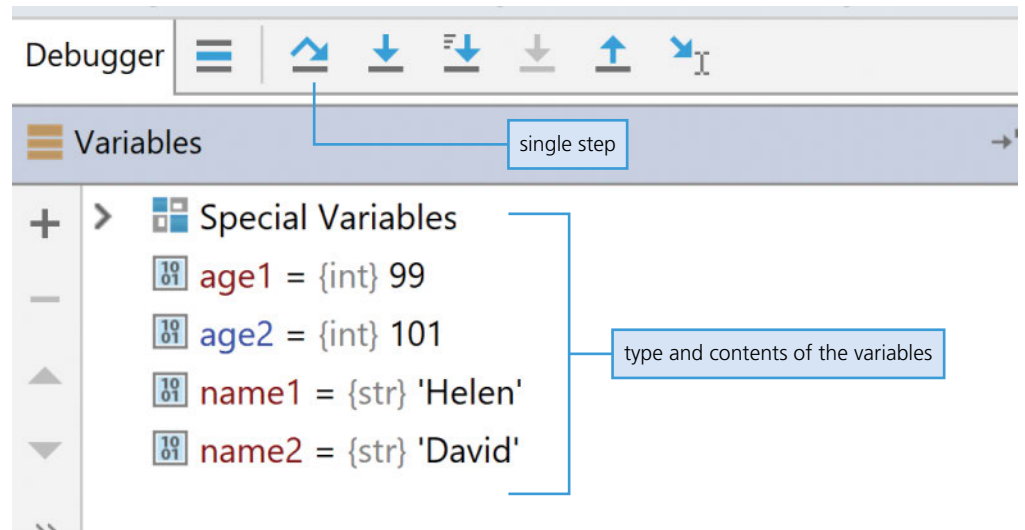 Debugger
Variables
single step
Special Variables
age1 = {int} 99
age2 = {int} 101
type and contents of the variables
name1 = {str} 'Helen'
name2 = {str} 'David'